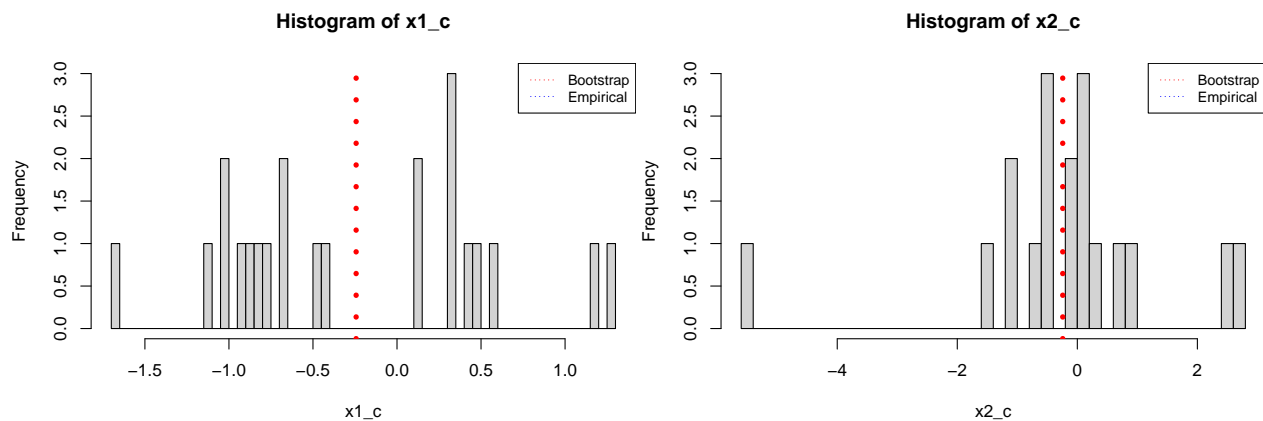 Histogram of x1_c
Frequency
0.0 0.5 1.0 1.5 2.0 2.5 3.0
Bootstrap
Empirical
−1.5 −1.0 −0.5 0.0 0.5 1.0
x1_c
Histogram of x2_c
Frequency
0.0 0.5 1.0 1.5 2.0 2.5 3.0
Bootstrap
Empirical
−4 −2 0 2
x2_c